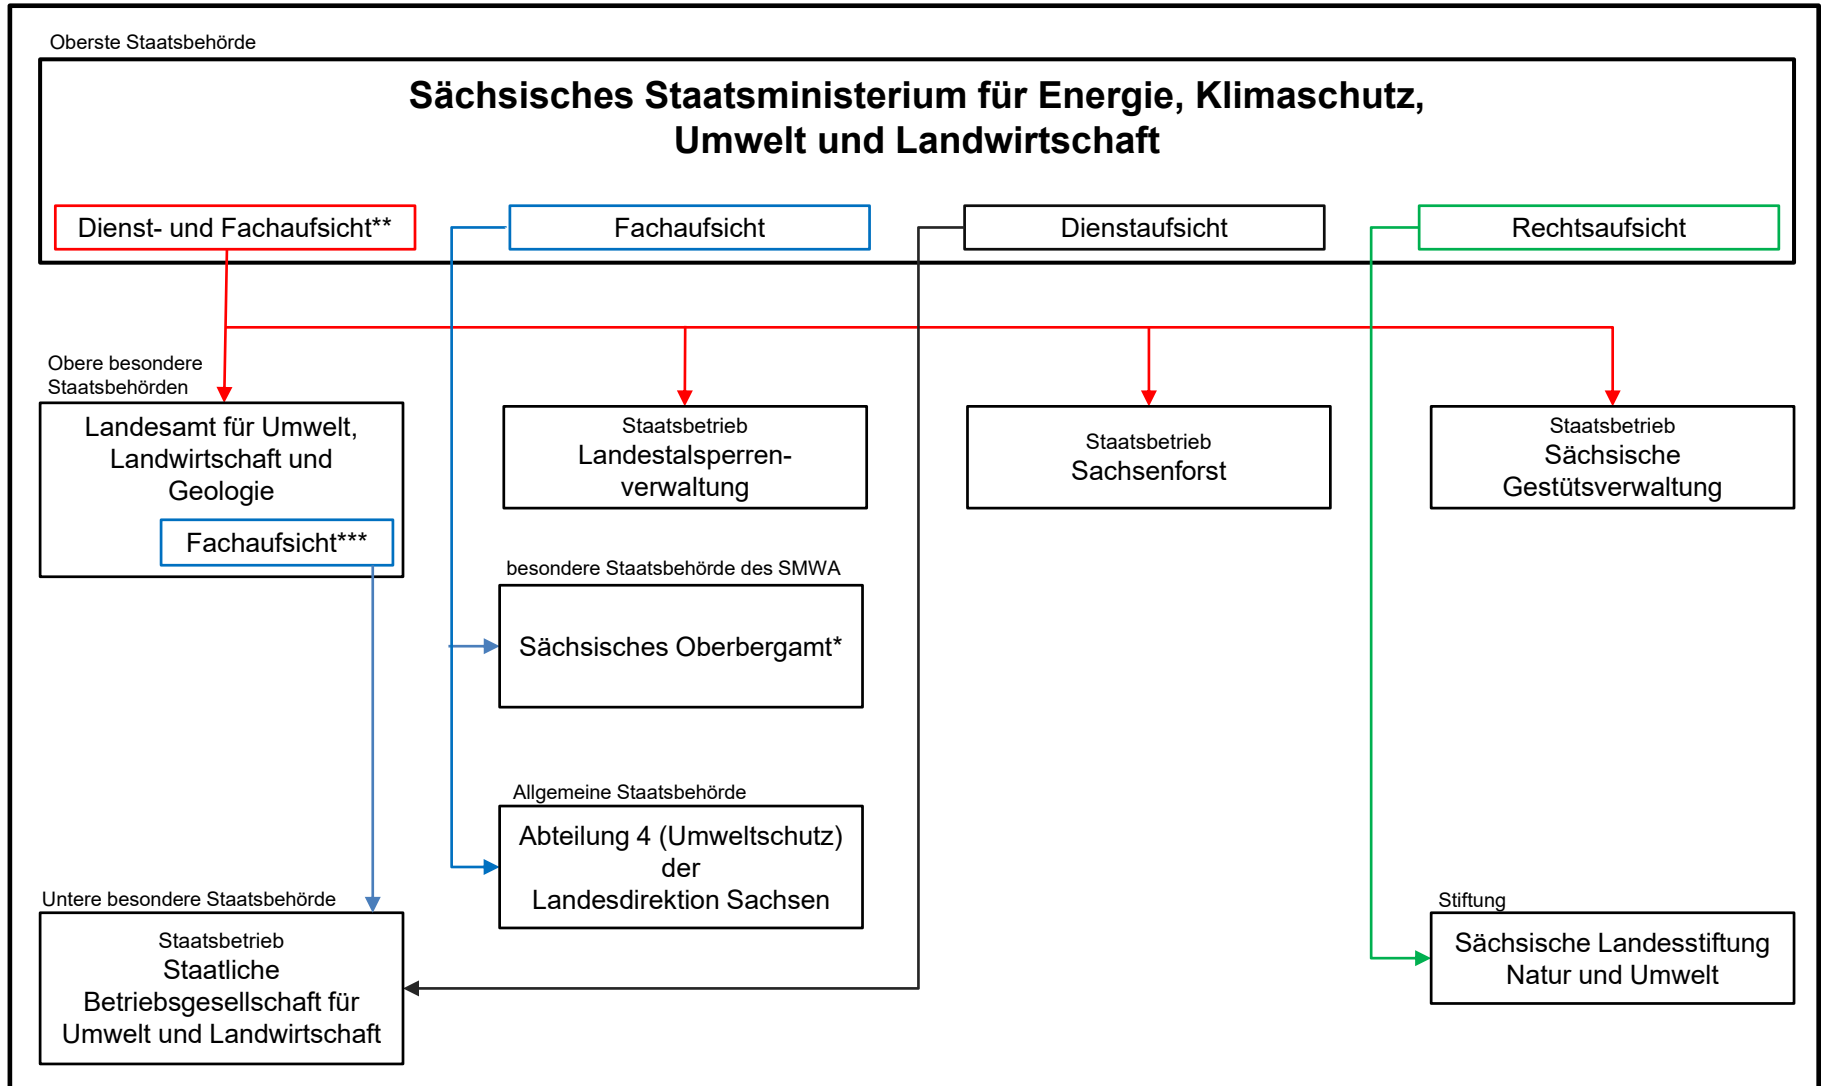 Oberste Staatsbehörde
Sächsisches Staatsministerium für Energie, Klimaschutz,
Umwelt und Landwirtschaft
Dienst- und Fachaufsicht**
Fachaufsicht
Dienstaufsicht
Rechtsaufsicht
Obere besondere
Staatsbehörden
Landesamt für Umwelt,
Landwirtschaft und
Geologie
Fachaufsicht***
Staatsbetrieb
Landestalsperren-
verwaltung
Staatsbetrieb
Sachsenforst
Staatsbetrieb
Sächsische
Gestütsverwaltung
besondere Staatsbehörde des SMWA
Sächsisches Oberbergamt*
Allgemeine Staatsbehörde
Abteilung 4 (Umweltschutz)
der
Landesdirektion Sachsen
Untere besondere Staatsbehörde
Staatsbetrieb
Staatliche
Betriebsgesellschaft für
Umwelt und Landwirtschaft
Stiftung
Sächsische Landesstiftung
Natur und Umwelt